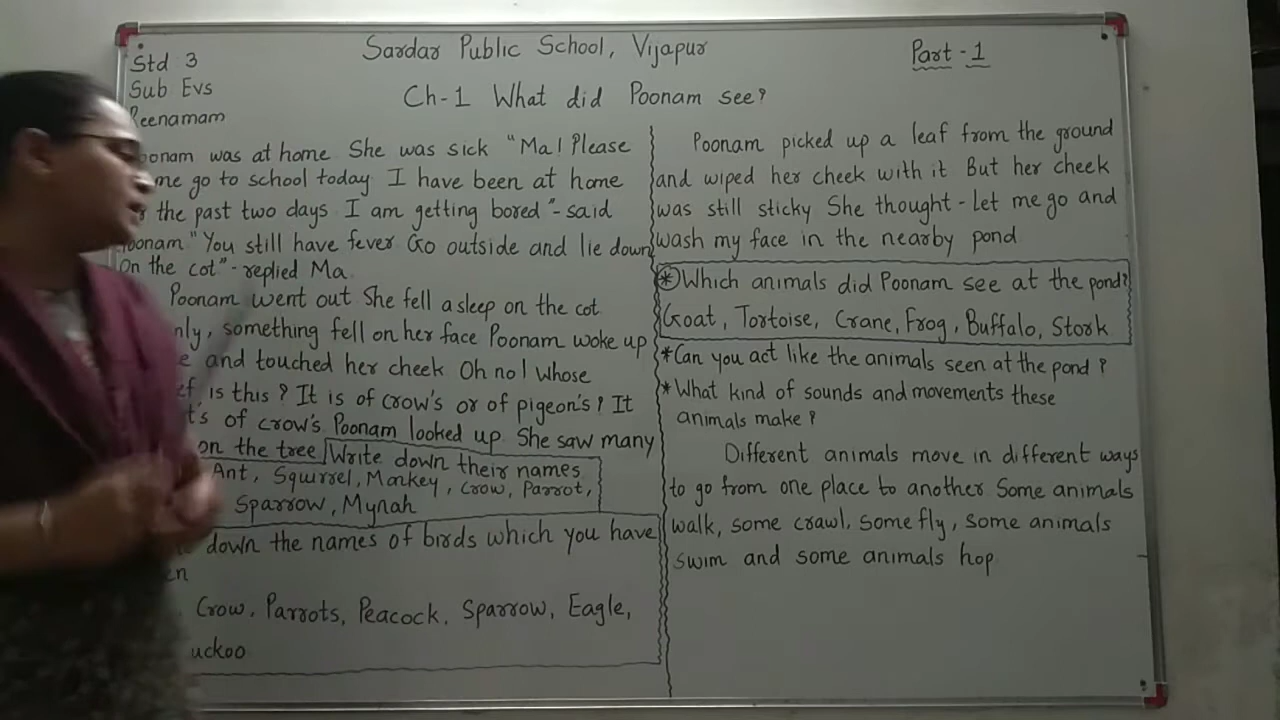 Std 3
Sub Evs
Reenamam
Sardar Public School, Vijapur
Part-1
Ch-1 What did Poonam see?
Poonam was at home She was sick "Ma! Please
me go to school today I have been at home
the past two days I am getting bored"- said
Poonam "You still have fever Go outside and lie down
on the cot"- replied Ma
Poonam went out She fell asleep on the cot
something fell on her face Poonam woke up
and touched her cheek Oh no! Whose
is this? It is of crow's or of pigeon's? It
of crow's Poonam looked up She saw many
on the tree Write down their names
Ant, Squirrel, Monkey, Crow, Parrot,
Sparrow, Mynah
down the names of birds which you have
Crow, Parrots, Peacock, Sparrow, Eagle,
Poonam picked up a leaf from the ground
and wiped her cheek with it But her cheek
was still sticky She thought - Let me go and
wash my face in the nearby pond
* Which animals did Poonam see at the pond?
Goat, Tortoise, Crane, Frog, Buffalo, Stork
* Can you act like the animals seen at the pond?
* What kind of sounds and movements these
animals make?
Different animals move in different ways
to go from one place to another Some animals
walk, some crawl, some fly, some animals
swim and some animals hop